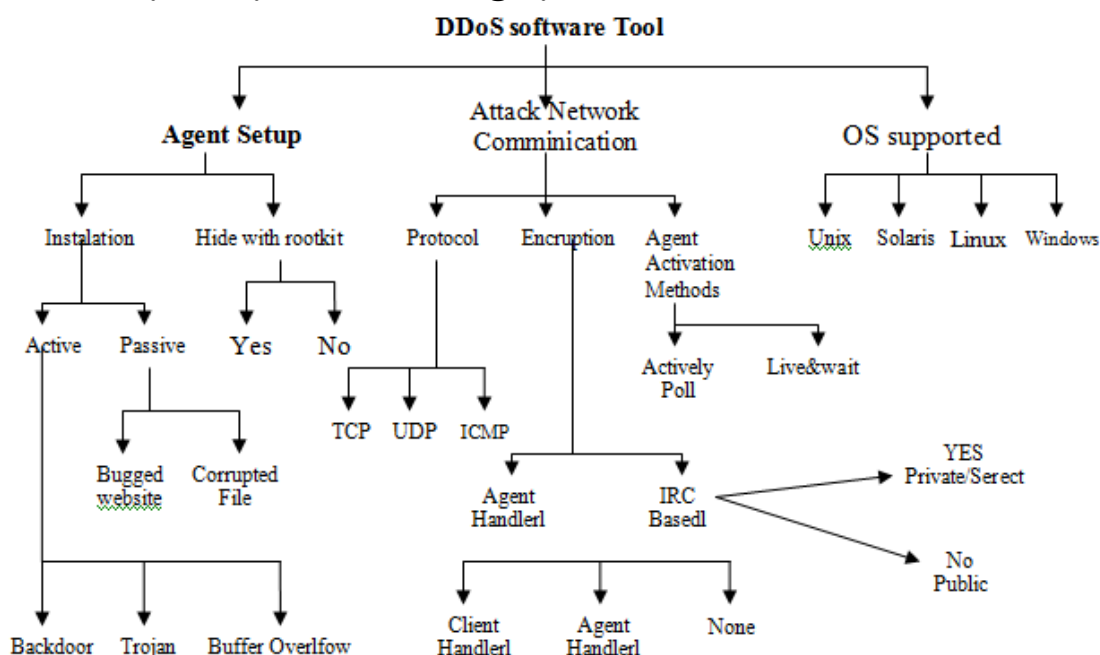 DDoS software Tool
Agent Setup
Attack Network
Comminication
OS supported
Instalation
Hide with rootkit
Protocol
Encruption
Agent
Activation
Methods
Unix
Solaris
Linux
Windows
Active
Passive
Yes
No
Actively
Poll
Live&wait
TCP
UDP
ICMP
Bugged
website
Corrupted
File
Agent
Handlerl
IRC
Basedl
YES
Private/Serect
No
Public
Backdoor
Trojan
Buffer Overlfow
Client
Handlerl
Agent
Handlerl
None